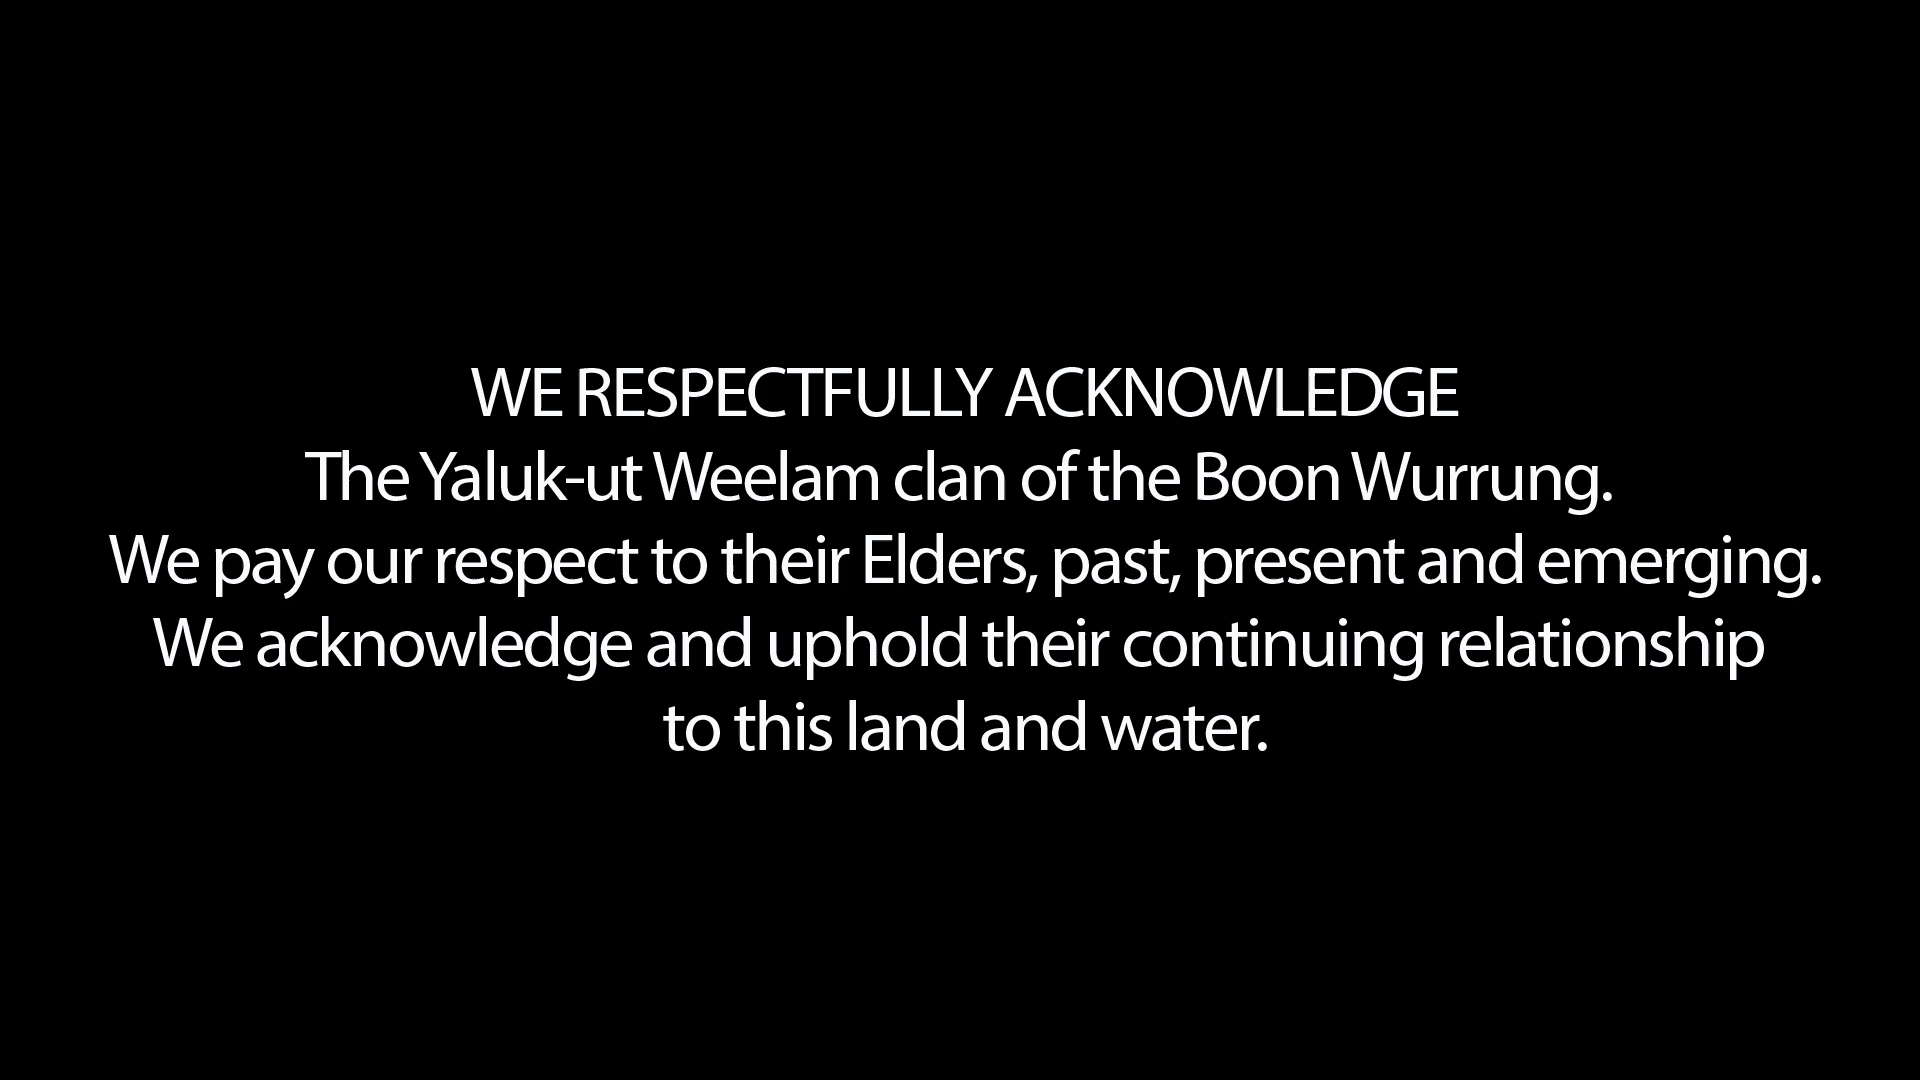 WE RESPECTFULLY ACKNOWLEDGE
The Yaluk-ut Weelam clan of the Boon Wurrung.
We pay our respect to their Elders, past, present and emerging.
We acknowledge and uphold their continuing relationship
to this land and water.